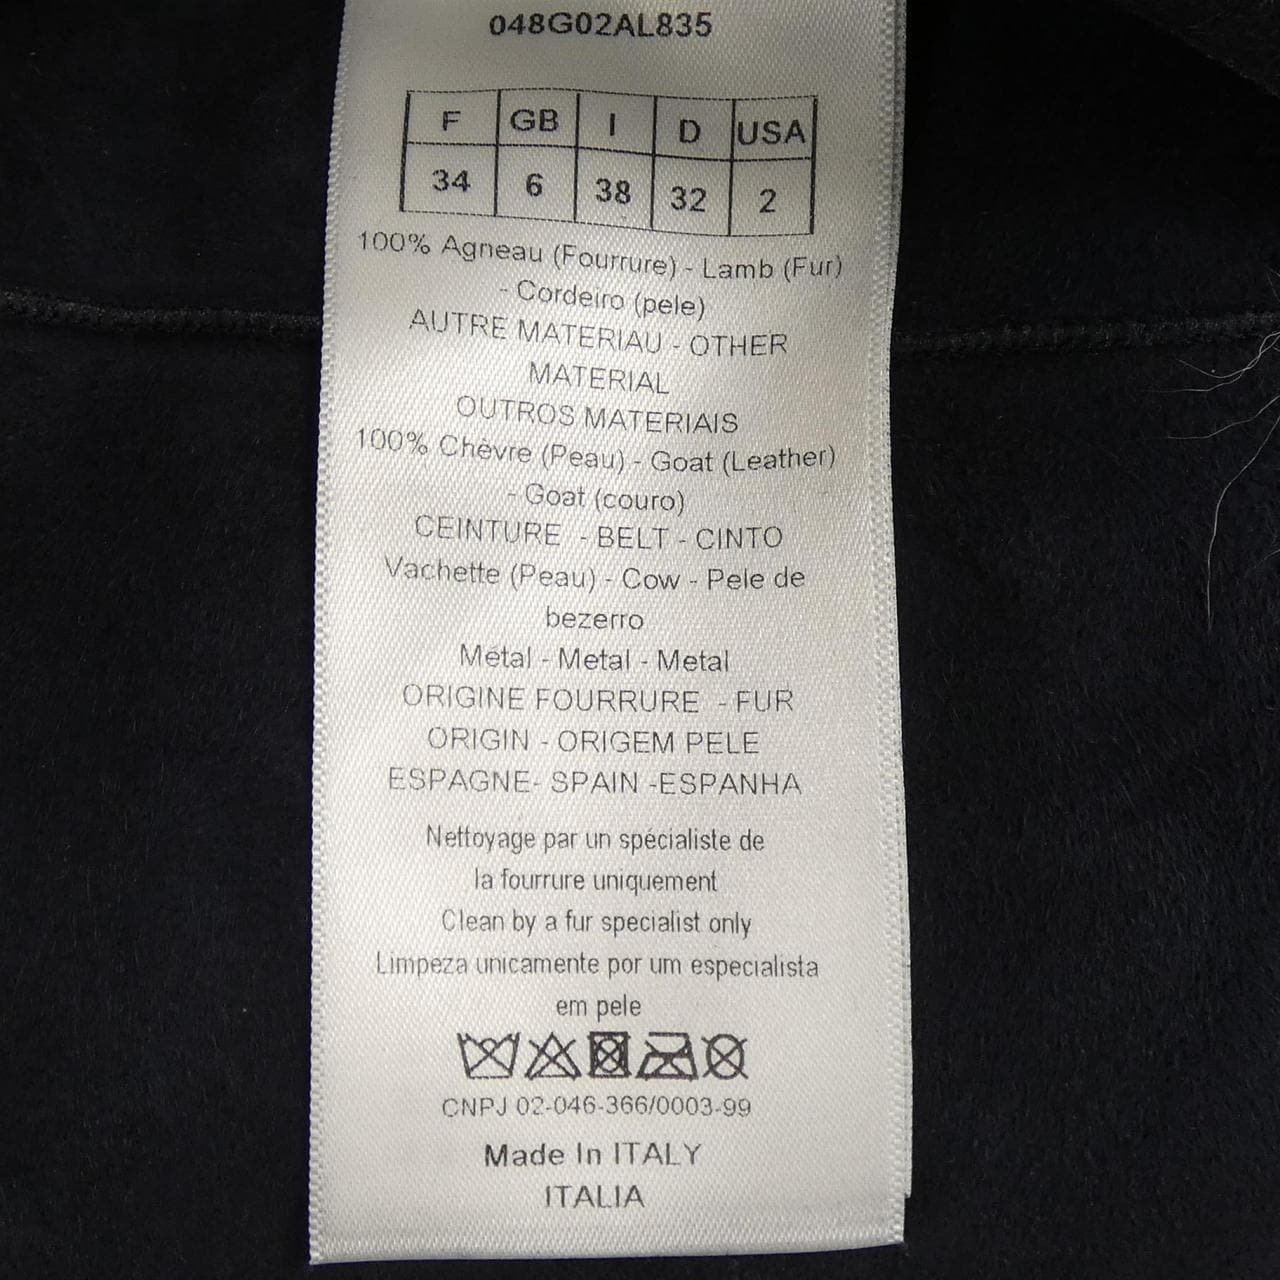 048G02AL835
F GB I D USA
34 6 38 32 2
100% Agneau (Fourrure) - Lamb (Fur)
- Cordeiro (pele)
AUTRE MATERIAU - OTHER
MATERIAL
OUTROS MATERIAIS
100% Chèvre (Peau) - Goat (Leather)
- Goat (couro)
CEINTURE - BELT - CINTO
Vachette (Peau) - Cow - Pele de
bezerro
Métal - Metal - Metal
ORIGINE FOURRURE - FUR
ORIGIN - ORIGEM PELE
ESPAGNE- SPAIN -ESPANHA
Nettoyage par un spécialiste de
la fourrure uniquement
Clean by a fur specialist only
Limpeza unicamente por um especialista
em pele
CNPJ 02-046-366/0003-99
Made In ITALY
ITALIA